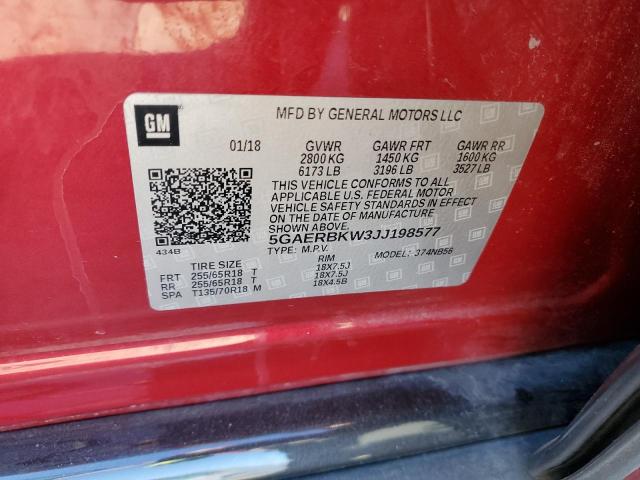 GM
MFD BY GENERAL MOTORS LLC
01/18 GVWR GAWR FRT GAWR RR
2800 KG 1450 KG 1600 KG
6173 LB 3196 LB 3527 LB
THIS VEHICLE CONFORMS TO ALL
APPLICABLE U.S. FEDERAL MOTOR
VEHICLE SAFETY STANDARDS IN EFFECT
ON THE DATE OF MANUFACTURE
SHOWN ABOVE.
5GAERBKW3JJ198577
434B
TYPE: M.P.V. MODEL: 374NB56
TIRE SIZE RIM
FRT 255/65R18 T 18X7.5J
RR 255/65R18 T 18X7.5J
SPA T135/70R18 M 18X4.5B